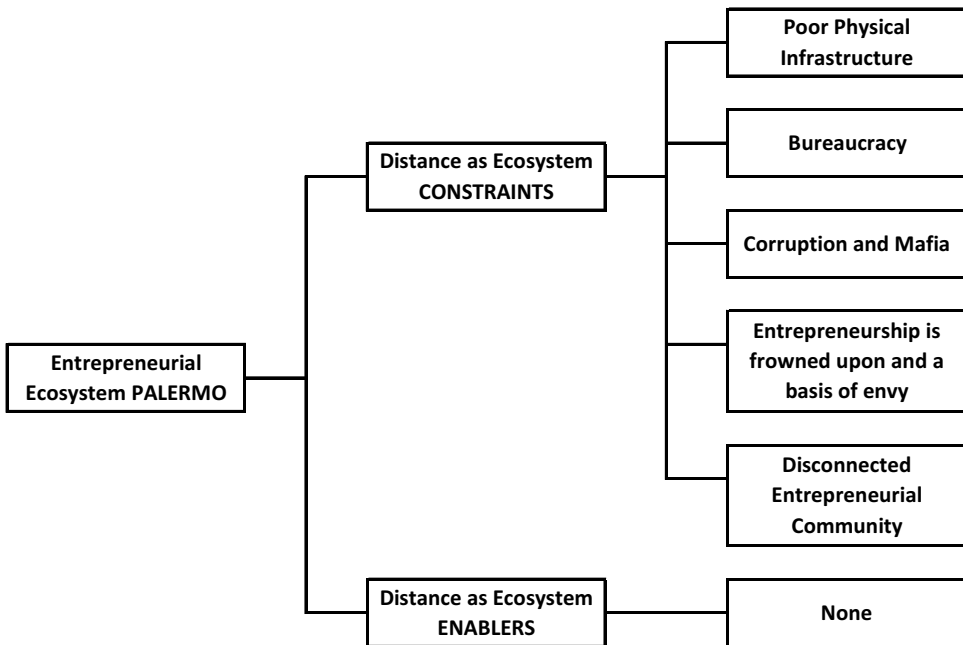 Poor Physical
Infrastructure
Bureaucracy
Distance as Ecosystem
CONSTRAINTS
Corruption and Mafia
Entrepreneurship is
frowned upon and a
basis of envy
Entrepreneurial
Ecosystem PALERMO
Disconnected
Entrepreneurial
Community
Distance as Ecosystem
ENABLERS
None